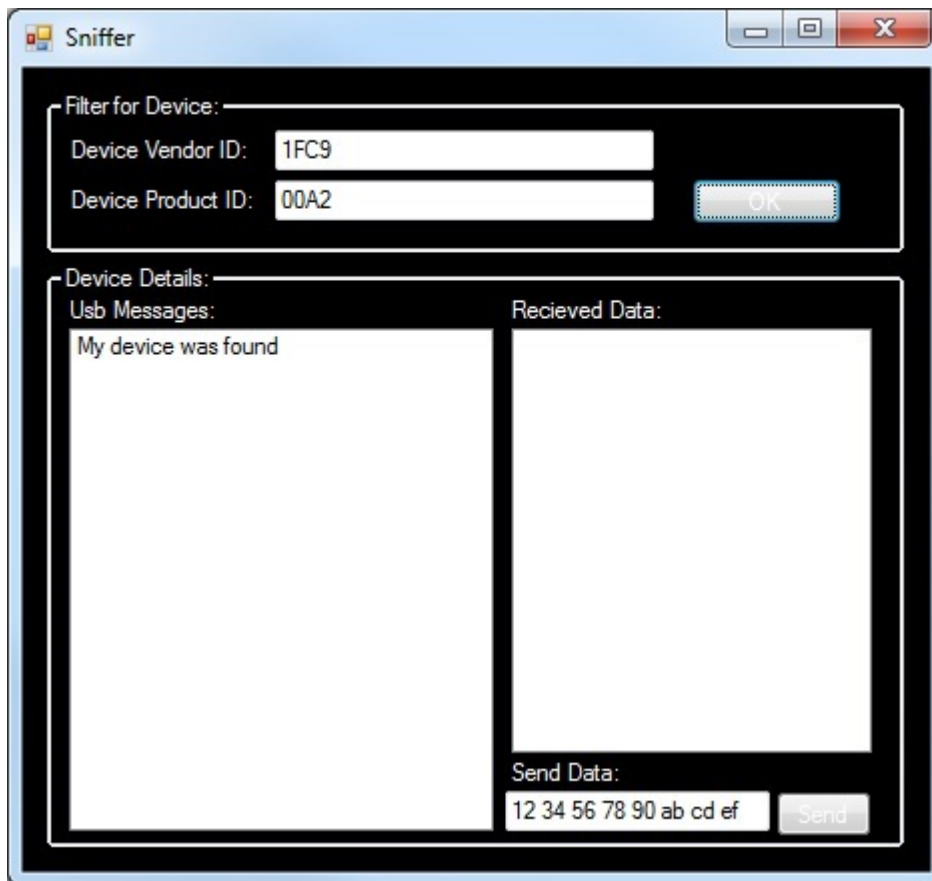 Sniffer
Filter for Device:
Device Vendor ID: 1FC9
Device Product ID: 00A2
OK
Device Details:
Usb Messages:
My device was found
Recieved Data:
Send Data:
12 34 56 78 90 ab cd ef
Send